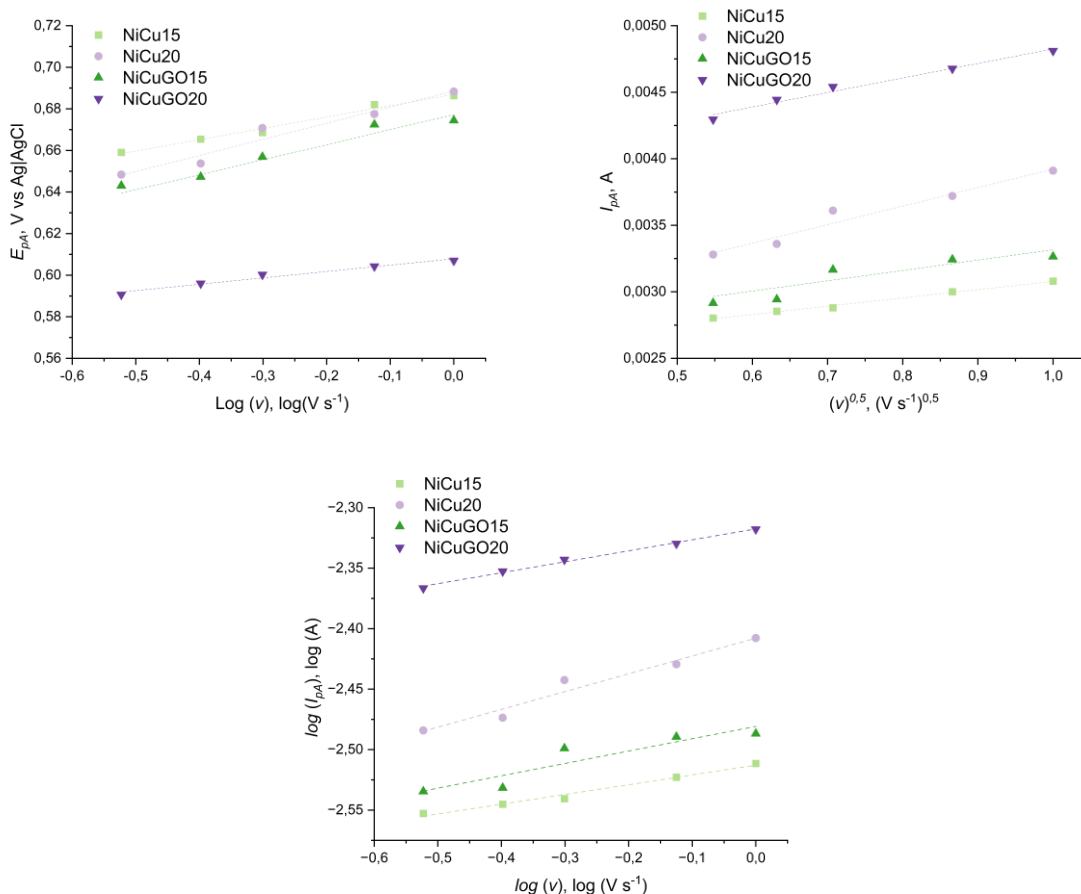 NiCu15
NiCu20
NiCuGO15
NiCuGO20
0,72
0,70
0,68
0,66
0,64
0,62
0,60
0,58
0,56
E_pA, V vs Ag|AgCl
-0,6 -0,5 -0,4 -0,3 -0,2 -0,1 0,0
Log (v), log(V s⁻¹)
NiCu15
NiCu20
NiCuGO15
NiCuGO20
0,0050
0,0045
0,0040
0,0035
0,0030
0,0025
I_pA, A
0,5 0,6 0,7 0,8 0,9 1,0
(v)^0,5, (V s⁻¹)^0,5
NiCu15
NiCu20
NiCuGO15
NiCuGO20
−2,30
−2,35
−2,40
−2,45
−2,50
−2,55
log (I_pA), log (A)
-0,6 -0,5 -0,4 -0,3 -0,2 -0,1 0,0
log (v), log (V s⁻¹)